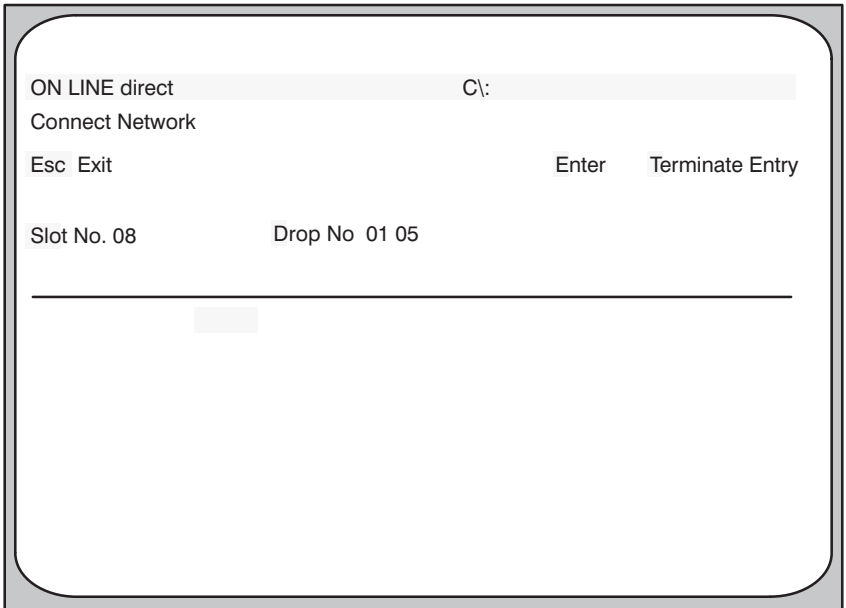 ON LINE direct C\:
Connect Network
Esc Exit Enter Terminate Entry
Slot No. 08 Drop No 01 05